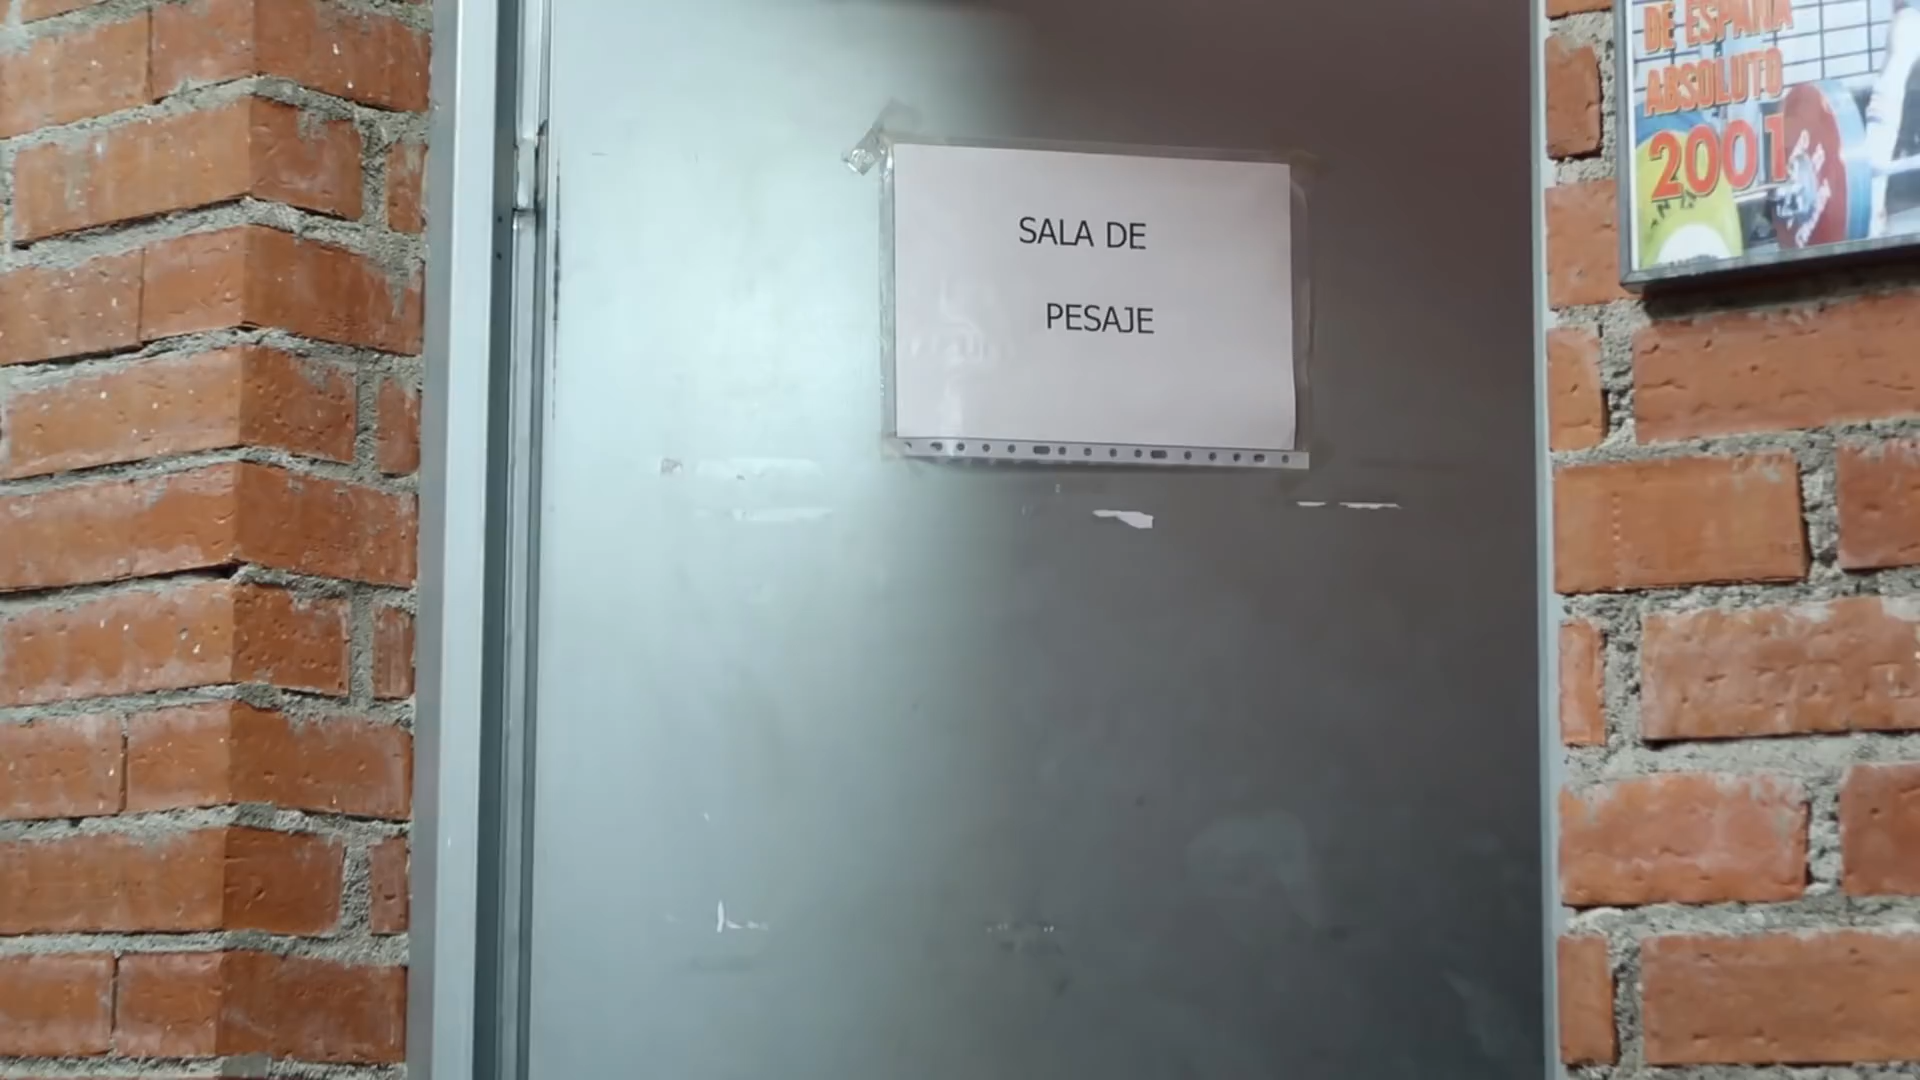 SALA DE
PESAJE
DE ESPAÑA
ABSOLUTO
2001